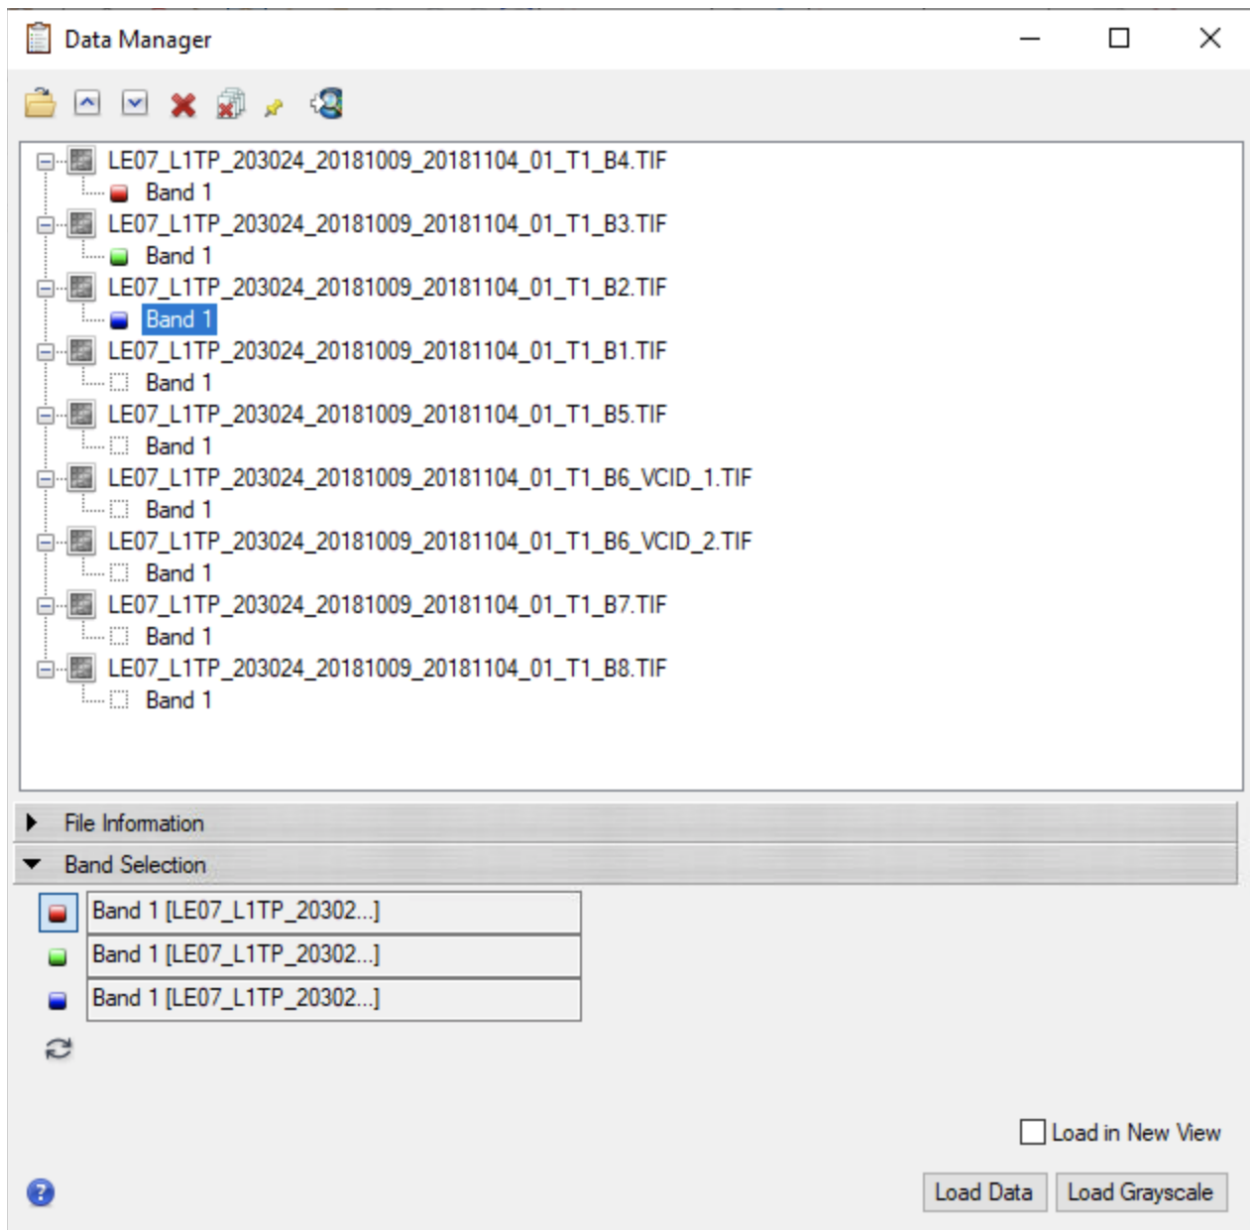 Data Manager
LE07_L1TP_203024_20181009_20181104_01_T1_B4.TIF
Band 1
LE07_L1TP_203024_20181009_20181104_01_T1_B3.TIF
Band 1
LE07_L1TP_203024_20181009_20181104_01_T1_B2.TIF
Band 1
LE07_L1TP_203024_20181009_20181104_01_T1_B1.TIF
Band 1
LE07_L1TP_203024_20181009_20181104_01_T1_B5.TIF
Band 1
LE07_L1TP_203024_20181009_20181104_01_T1_B6_VCID_1.TIF
Band 1
LE07_L1TP_203024_20181009_20181104_01_T1_B6_VCID_2.TIF
Band 1
LE07_L1TP_203024_20181009_20181104_01_T1_B7.TIF
Band 1
LE07_L1TP_203024_20181009_20181104_01_T1_B8.TIF
Band 1
File Information
Band Selection
Band 1 [LE07_L1TP_20302...]
Band 1 [LE07_L1TP_20302...]
Band 1 [LE07_L1TP_20302...]
Load in New View
Load Data Load Grayscale